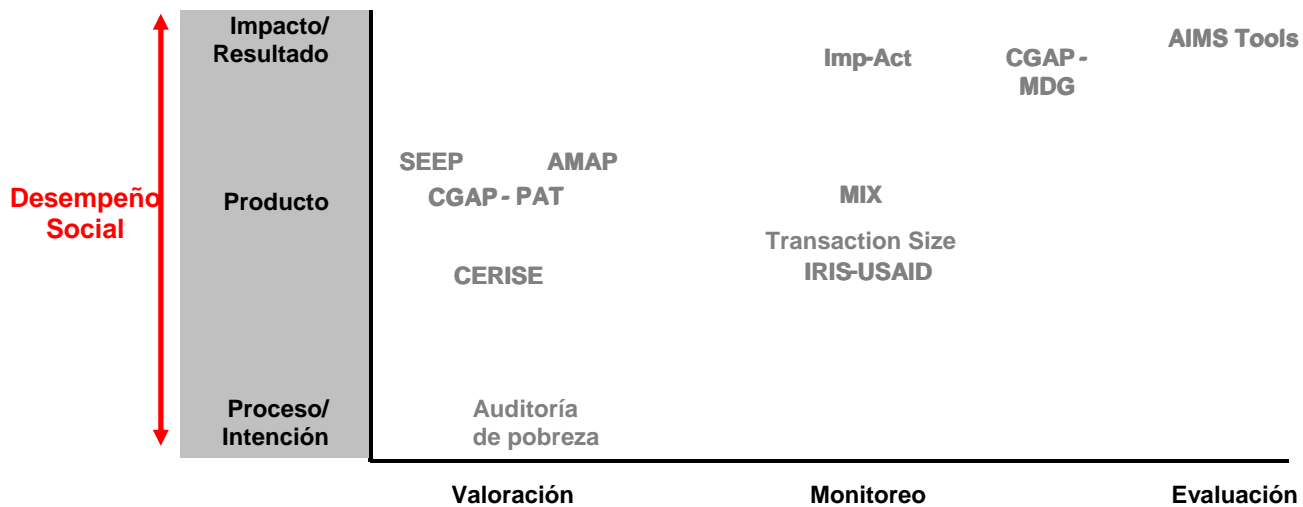 Impacto/
Resultado
AIMS Tools
Imp-Act
CGAP -
MDG
SEEP
AMAP
Desempeño
Social
Producto
CGAP - PAT
MIX
Transaction Size
IRIS-USAID
CERISE
Proceso/
Intención
Auditoría
de pobreza
Valoración
Monitoreo
Evaluación